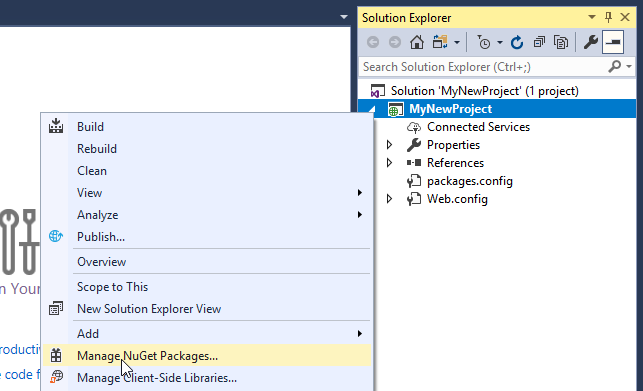 Solution Explorer
Search Solution Explorer (Ctrl+;)
Solution 'MyNewProject' (1 project)
MyNewProject
Connected Services
Properties
References
packages.config
Web.config
Build
Rebuild
Clean
View
Analyze
Publish...
Overview
Scope to This
New Solution Explorer View
Add
Manage NuGet Packages...
Manage Client-Side Libraries...
n Your
roductiv
e code f